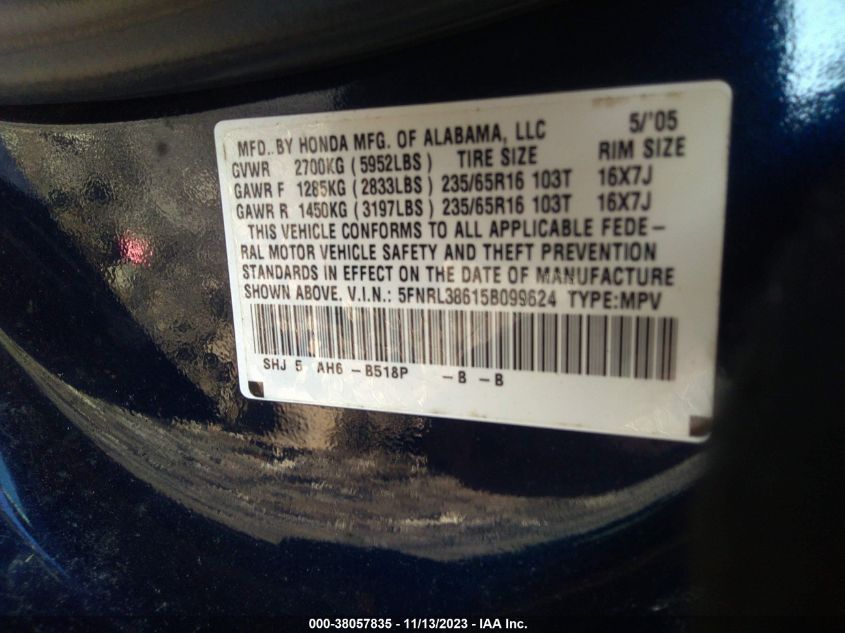 MFD. BY HONDA MFG. OF ALABAMA, LLC 5/'05
GVWR 2700KG (5952LBS) TIRE SIZE RIM SIZE
GAWR F 1285KG (2833LBS) 235/65R16 103T 16X7J
GAWR R 1450KG (3197LBS) 235/65R16 103T 16X7J
THIS VEHICLE CONFORMS TO ALL APPLICABLE FEDE-
RAL MOTOR VEHICLE SAFETY AND THEFT PREVENTION
STANDARDS IN EFFECT ON THE DATE OF MANUFACTURE
SHOWN ABOVE. V.I.N.: 5FNRL38615B099624 TYPE:MPV
SHJ 5 AH6 -B518P -B -B
000-38057835 - 11/13/2023 - IAA Inc.